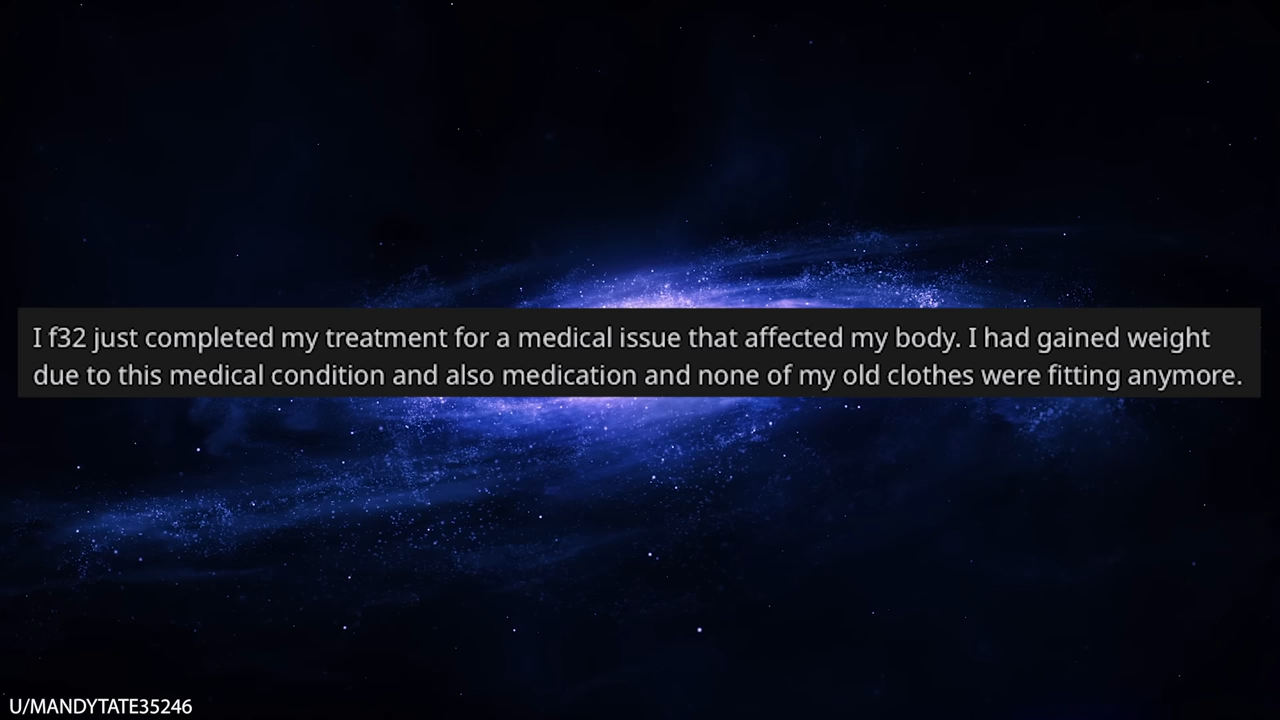 I f32 just completed my treatment for a medical issue that affected my body. I had gained weight
due to this medical condition and also medication and none of my old clothes were fitting anymore.
U/MANDYTATE35246